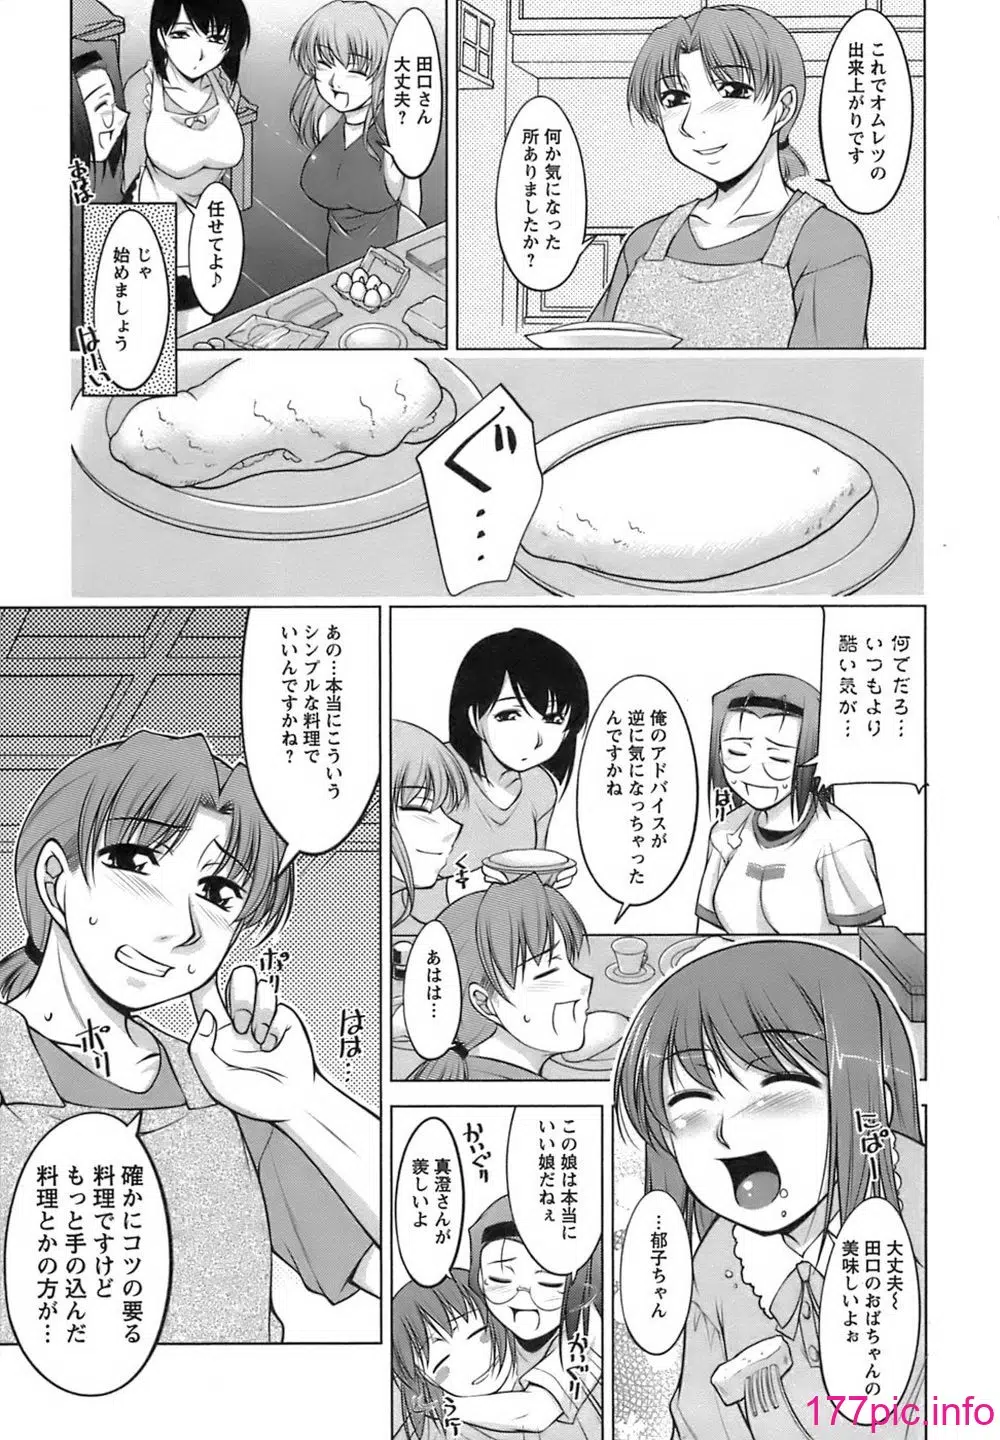 これでオムレツの
出来上がりです
何か気になった
所ありましたか?
田口さん
大丈夫?
任せてよ♪
あはは
じゃ
始めましょう
はーい
ぐ…‥
何でだろ…
いつもより
酷い気が…
俺のアドバイスが
逆に気になっちゃった
んですかね
くすっ
あはは…
あの…本当にこういう
シンプルな料理で
いいんですかね?
ポリ
ポリ
ははは…
確かにコツの要る
料理ですけど
もっと手の込んだ
料理とかの方が…
にぱー
大丈夫〜
田口のおばちゃんの
美味しいよぉ
…郁子ちゃん
この娘は本当に
いい娘だねぇ
真澄さんが
羨しいよ
かいぐり
かいぐり
177pic.info